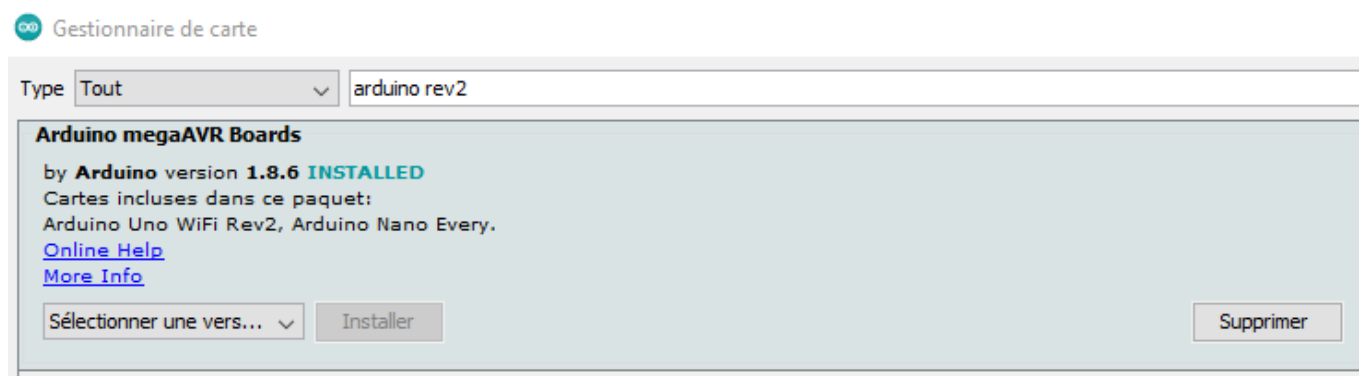 Gestionnaire de carte
Type Tout arduino rev2
Arduino megaAVR Boards
by Arduino version 1.8.6 INSTALLED
Cartes incluses dans ce paquet:
Arduino Uno WiFi Rev2, Arduino Nano Every.
Online Help
More Info
Sélectionner une vers... Installer Supprimer